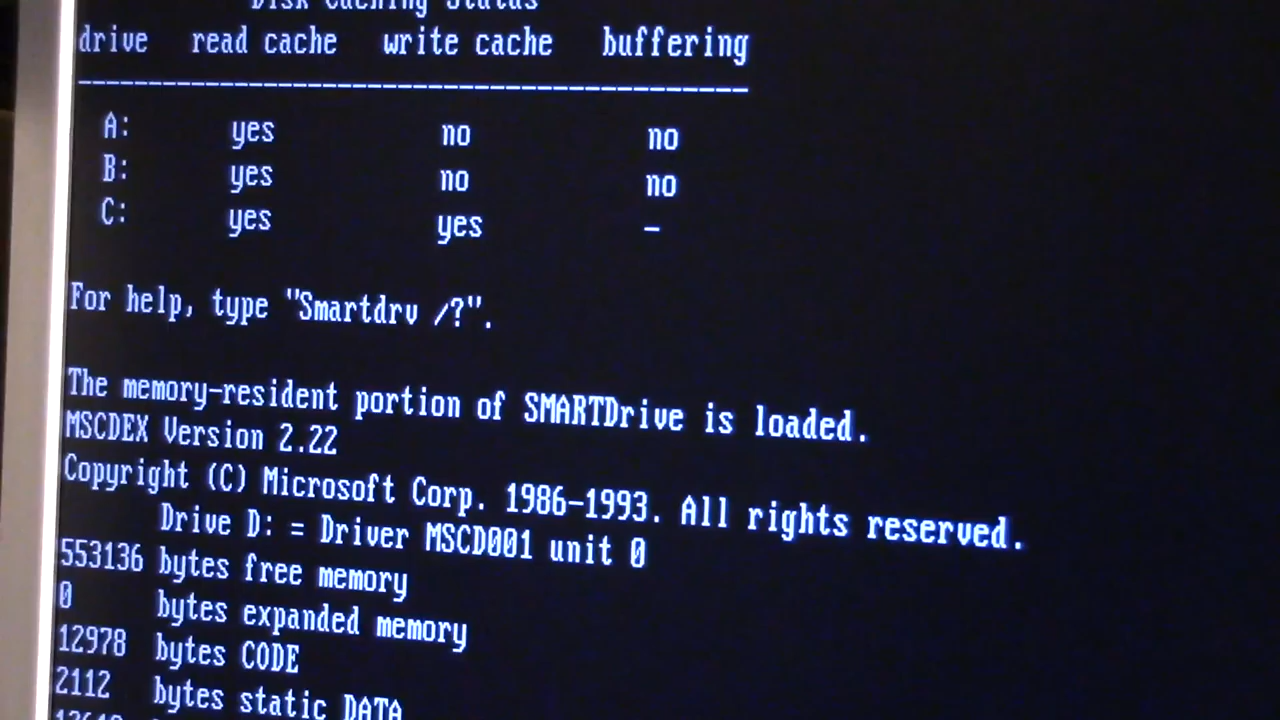 Disk Caching Status
drive read cache write cache buffering
-----------------------------------------------
A: yes no no
B: yes no no
C: yes yes -
For help, type "Smartdrv /?".
The memory-resident portion of SMARTDrive is loaded.
MSCDEX Version 2.22
Copyright (C) Microsoft Corp. 1986-1993. All rights reserved.
Drive D: = Driver MSCD001 unit 0
553136 bytes free memory
0 bytes expanded memory
12978 bytes CODE
2112 bytes static DATA